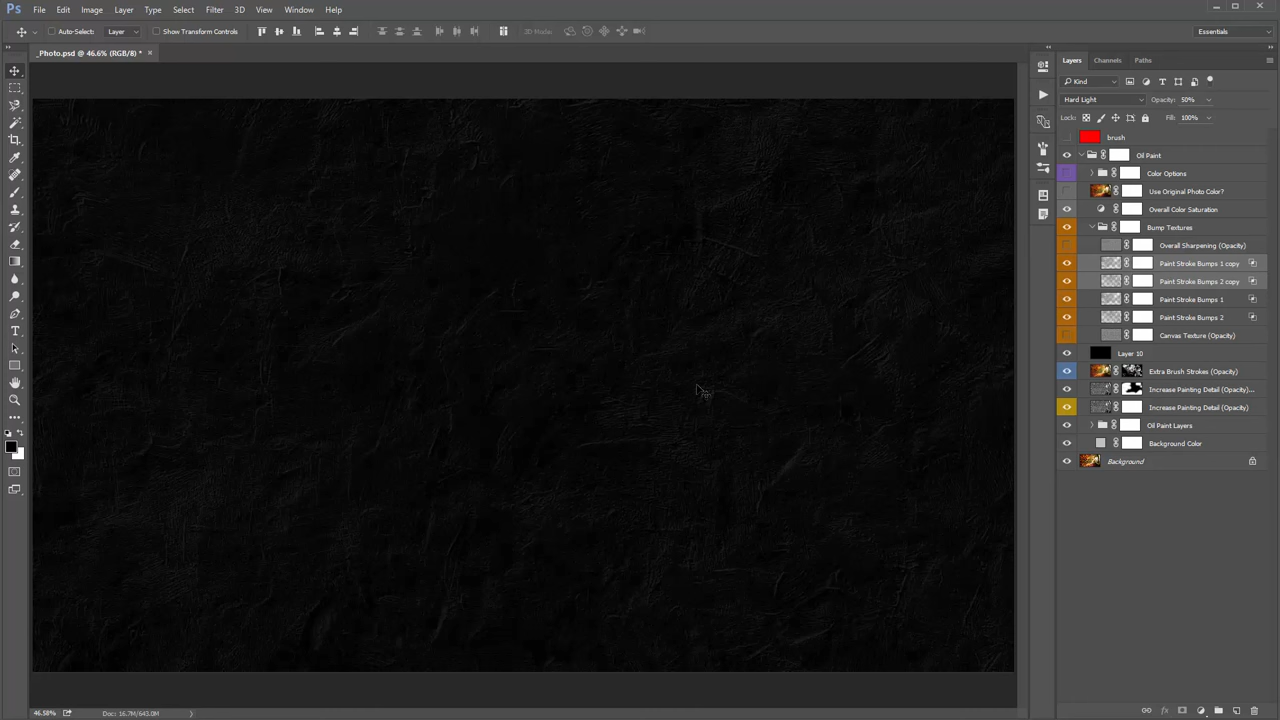 Ps File Edit Image Layer Type Select Filter 3D View Window Help
Auto-Select: Layer Show Transform Controls 3D Mode: Essentials
_Photo.psd @ 46.6% (RGB/8) * ×
Layers Channels Paths
Kind
Hard Light Opacity: 50%
Lock: Fill: 100%
brush
Oil Paint
Color Options
Use Original Photo Color?
Overall Color Saturation
Bump Textures
Overall Sharpening (Opacity)
Paint Stroke Bumps 1 copy
Paint Stroke Bumps 2 copy
Paint Stroke Bumps 1
Paint Stroke Bumps 2
Canvas Texture (Opacity)
Layer 10
Extra Brush Strokes (Opacity)
Increase Painting Detail (Opacity)...
Increase Painting Detail (Opacity)
Oil Paint Layers
Background Color
Background
46.58% Doc: 16.7M/643.0M
fx